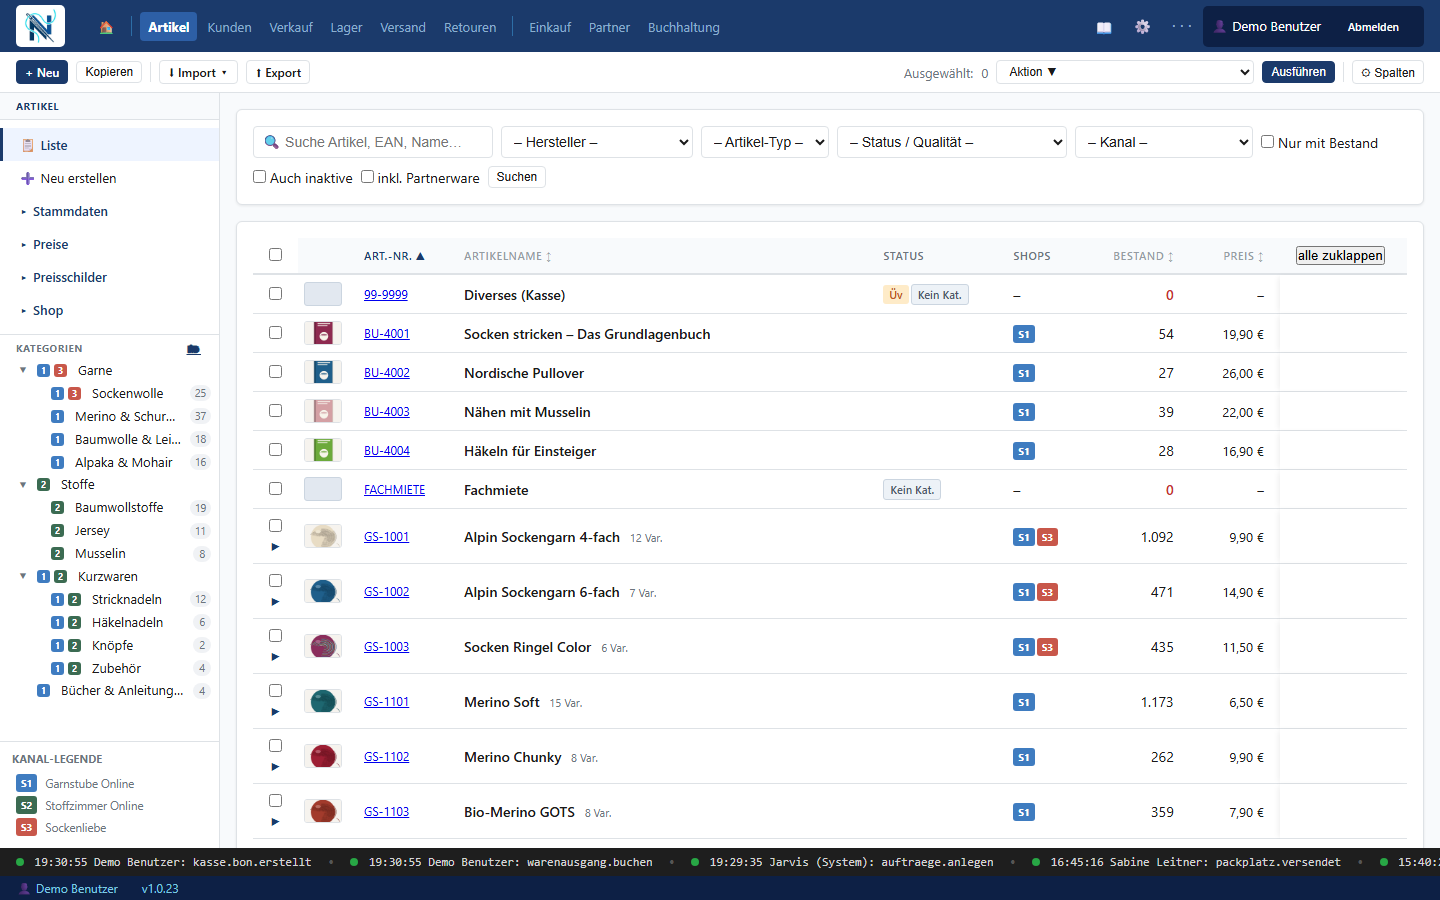 Artikel Kunden Verkauf Lager Versand Retouren Einkauf Partner Buchhaltung ··· Demo Benutzer Abmelden
+ Neu Kopieren Import ▾ Export Ausgewählt: 0 Aktion ▼ Ausführen Spalten
ARTIKEL
Liste
Neu erstellen
▸ Stammdaten
▸ Preise
▸ Preisschilder
▸ Shop
KATEGORIEN
▼ 1 3 Garne
1 3 Sockenwolle 25
1 Merino & Schur... 37
1 Baumwolle & Lei... 18
1 Alpaka & Mohair 16
▼ 2 Stoffe
2 Baumwollstoffe 19
2 Jersey 11
2 Musselin 8
▼ 1 2 Kurzwaren
1 2 Stricknadeln 12
1 2 Häkelnadeln 6
1 2 Knöpfe 2
1 2 Zubehör 4
1 Bücher & Anleitung... 4
KANAL-LEGENDE
S1 Garnstube Online
S2 Stoffzimmer Online
S3 Sockenliebe
Suche Artikel, EAN, Name... – Hersteller – – Artikel-Typ – – Status / Qualität – – Kanal – Nur mit Bestand
Auch inaktive inkl. Partnerware Suchen
ART.-NR. ▲ ARTIKELNAME ↕ STATUS SHOPS BESTAND ↕ PREIS ↕ alle zuklappen
99-9999 Diverses (Kasse) Üv Kein Kat. – 0 –
BU-4001 Socken stricken – Das Grundlagenbuch S1 54 19,90 €
BU-4002 Nordische Pullover S1 27 26,00 €
BU-4003 Nähen mit Musselin S1 39 22,00 €
BU-4004 Häkeln für Einsteiger S1 28 16,90 €
FACHMIETE Fachmiete Kein Kat. – 0 –
GS-1001 Alpin Sockengarn 4-fach 12 Var. S1 S3 1.092 9,90 €
GS-1002 Alpin Sockengarn 6-fach 7 Var. S1 S3 471 14,90 €
GS-1003 Socken Ringel Color 6 Var. S1 S3 435 11,50 €
GS-1101 Merino Soft 15 Var. S1 1.173 6,50 €
GS-1102 Merino Chunky 8 Var. S1 262 9,90 €
GS-1103 Bio-Merino GOTS 8 Var. S1 359 7,90 €
19:30:55 Demo Benutzer: kasse.bon.erstellt • 19:30:55 Demo Benutzer: warenausgang.buchen • 19:29:35 Jarvis (System): auftraege.anlegen • 16:45:16 Sabine Leitner: packplatz.versendet • 15:40:
Demo Benutzer v1.0.23